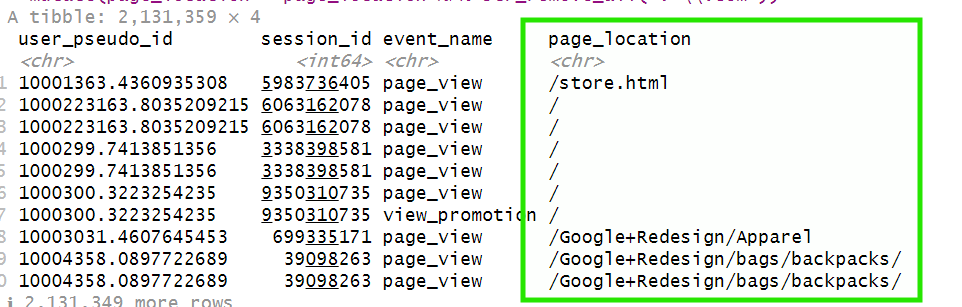 A tibble: 2,131,359 × 4
user_pseudo_id session_id event_name page_location
<chr> <int64> <chr> <chr>
1 10001363.4360935308 5983736405 page_view /store.html
2 1000223163.8035209215 6063162078 page_view /
3 1000223163.8035209215 6063162078 page_view /
4 1000299.7413851356 3338398581 page_view /
5 1000299.7413851356 3338398581 page_view /
6 1000300.3223254235 9350310735 page_view /
7 1000300.3223254235 9350310735 view_promotion /
8 10003031.4607645453 699335171 page_view /Google+Redesign/Apparel
9 10004358.0897722689 39098263 page_view /Google+Redesign/bags/backpacks/
0 10004358.0897722689 39098263 page_view /Google+Redesign/bags/backpacks/
ℹ 2,131,349 more rows